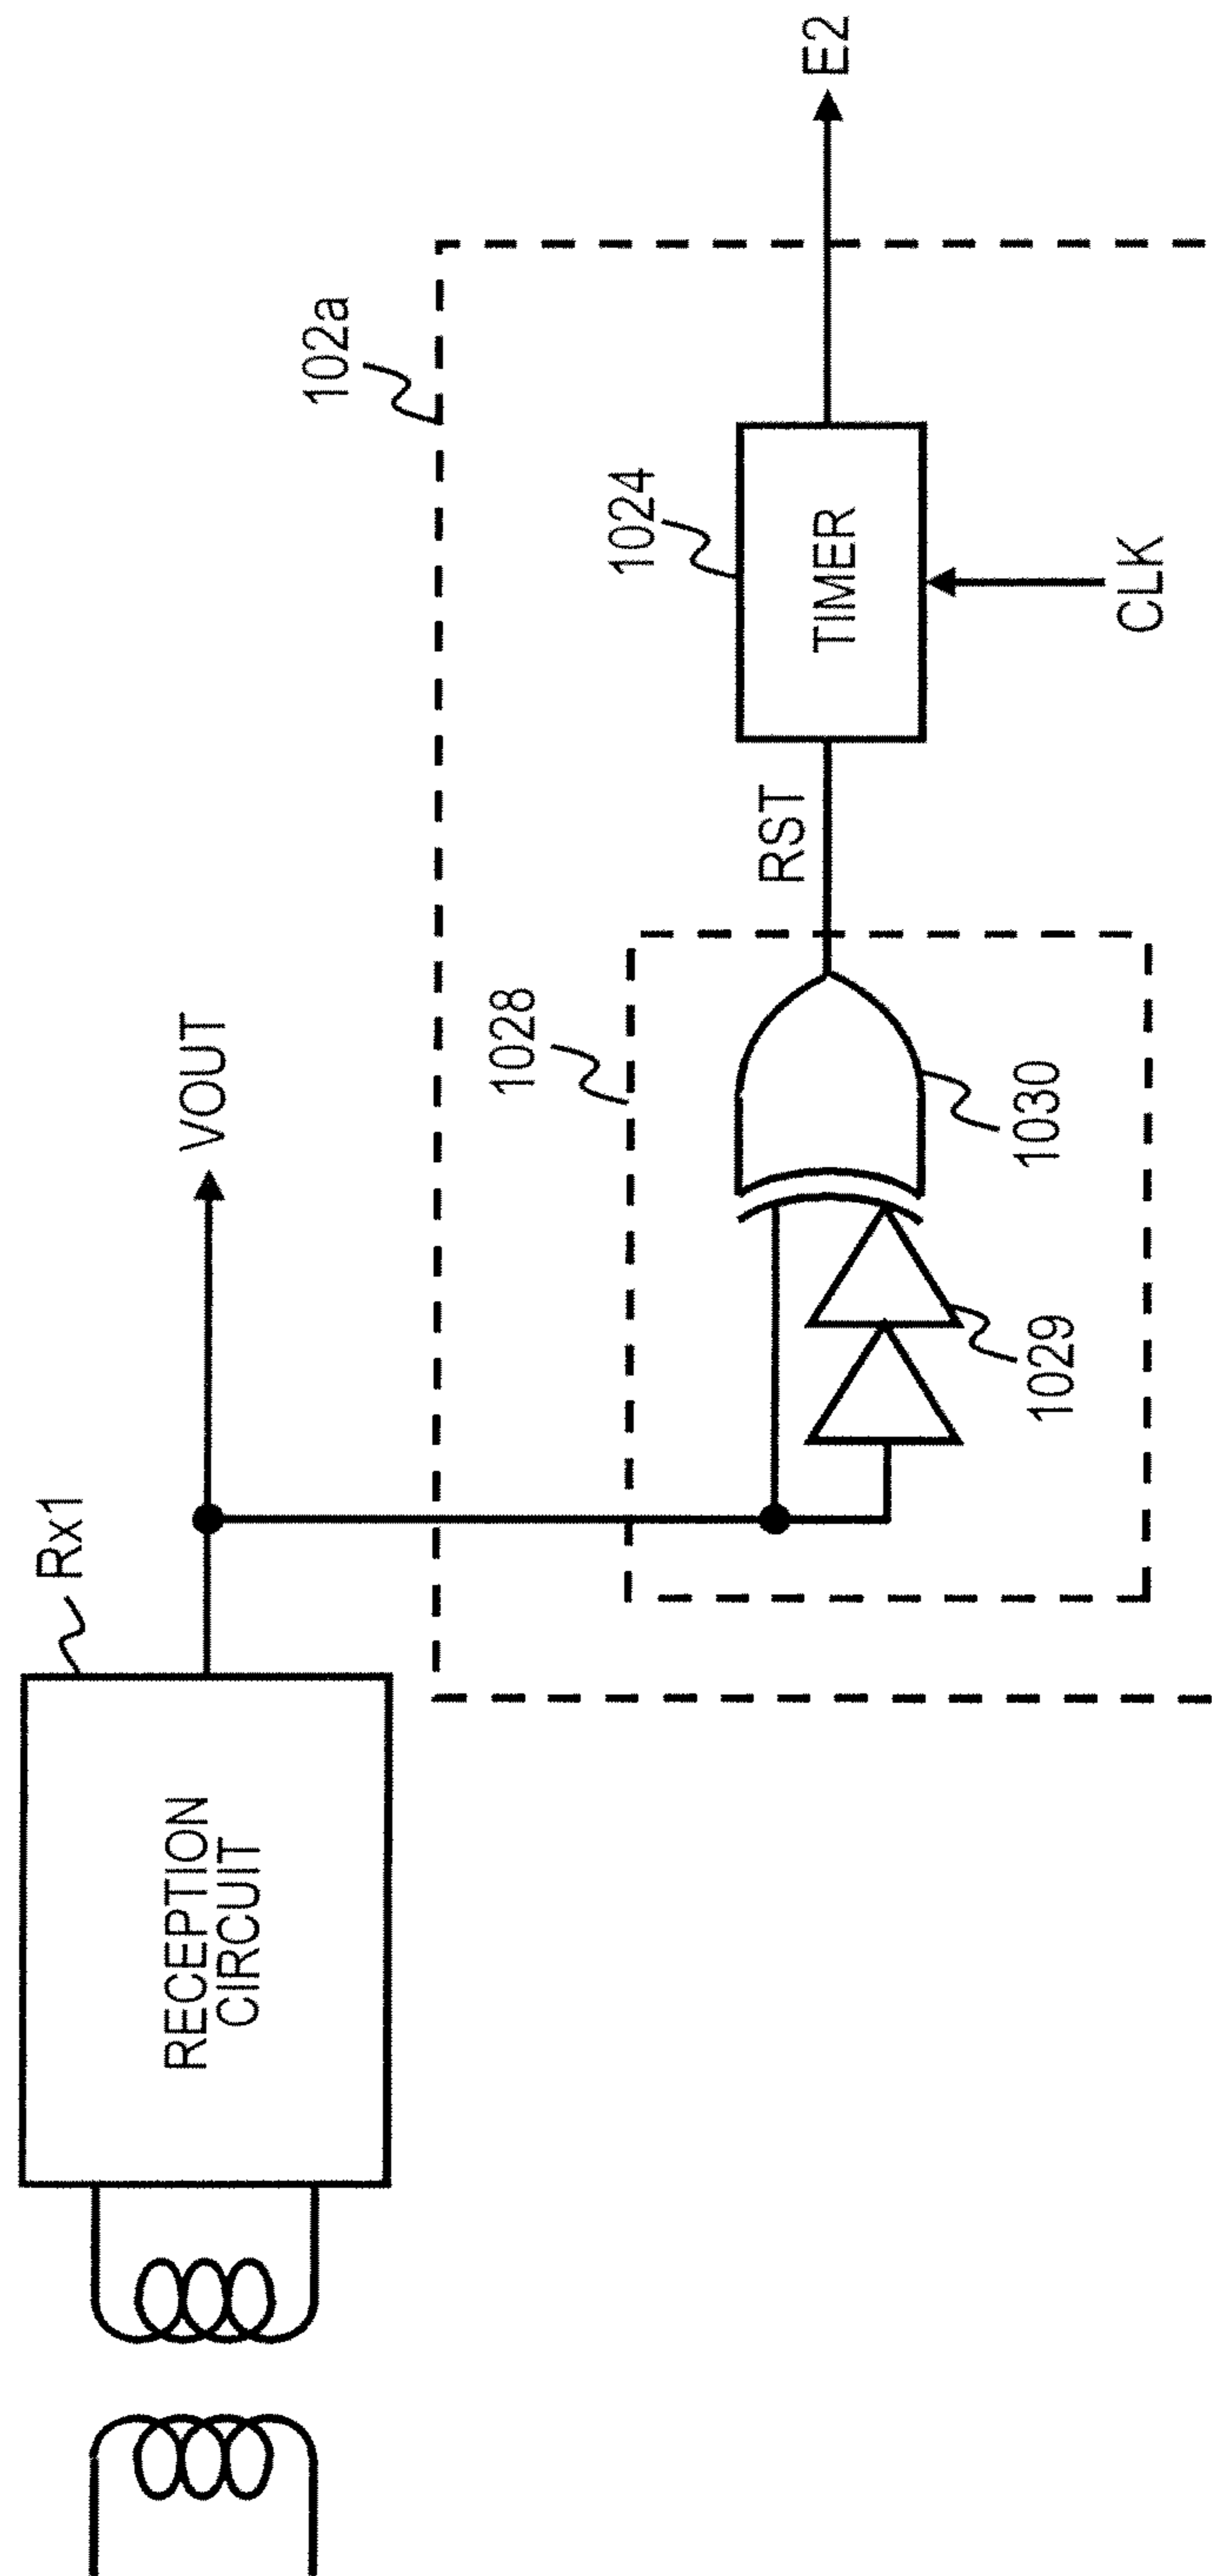 RECEPTION
CIRCUIT
Rx1
VOUT
102a
1028
1029
1030
RST
1024
TIMER
CLK
E2